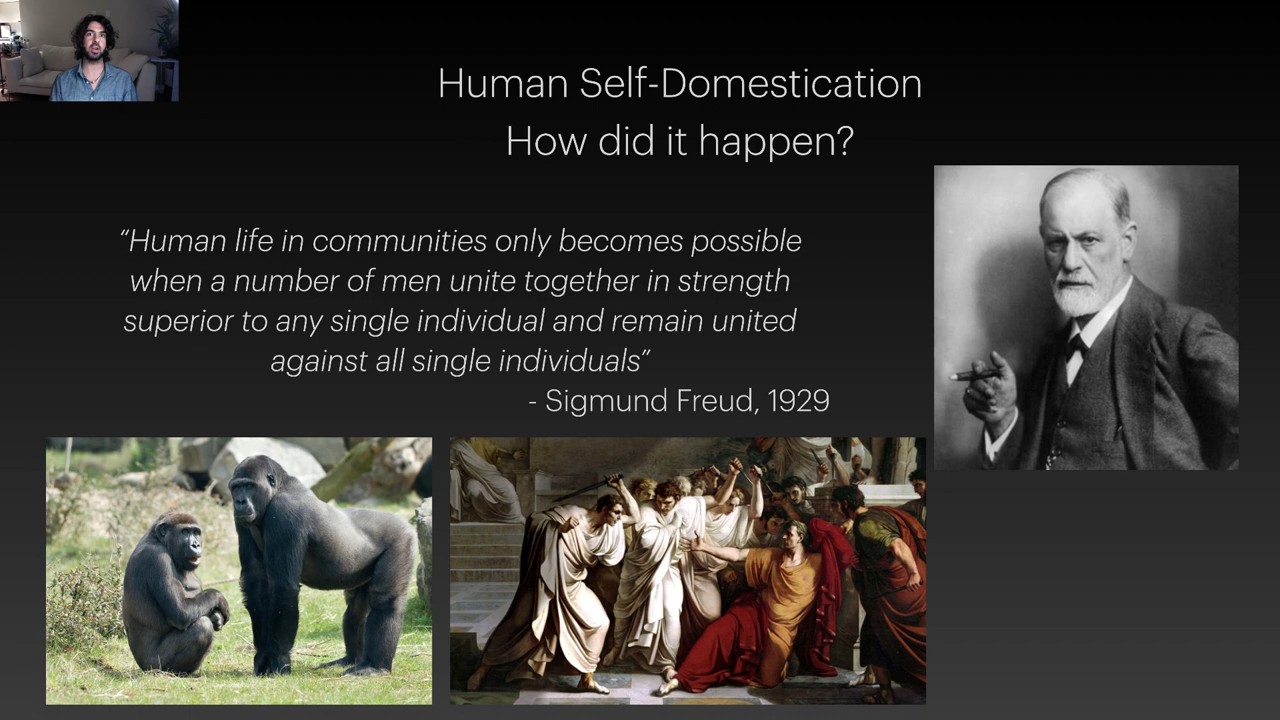 Human Self-Domestication
How did it happen?
“Human life in communities only becomes possible
when a number of men unite together in strength
superior to any single individual and remain united
against all single individuals”
- Sigmund Freud, 1929